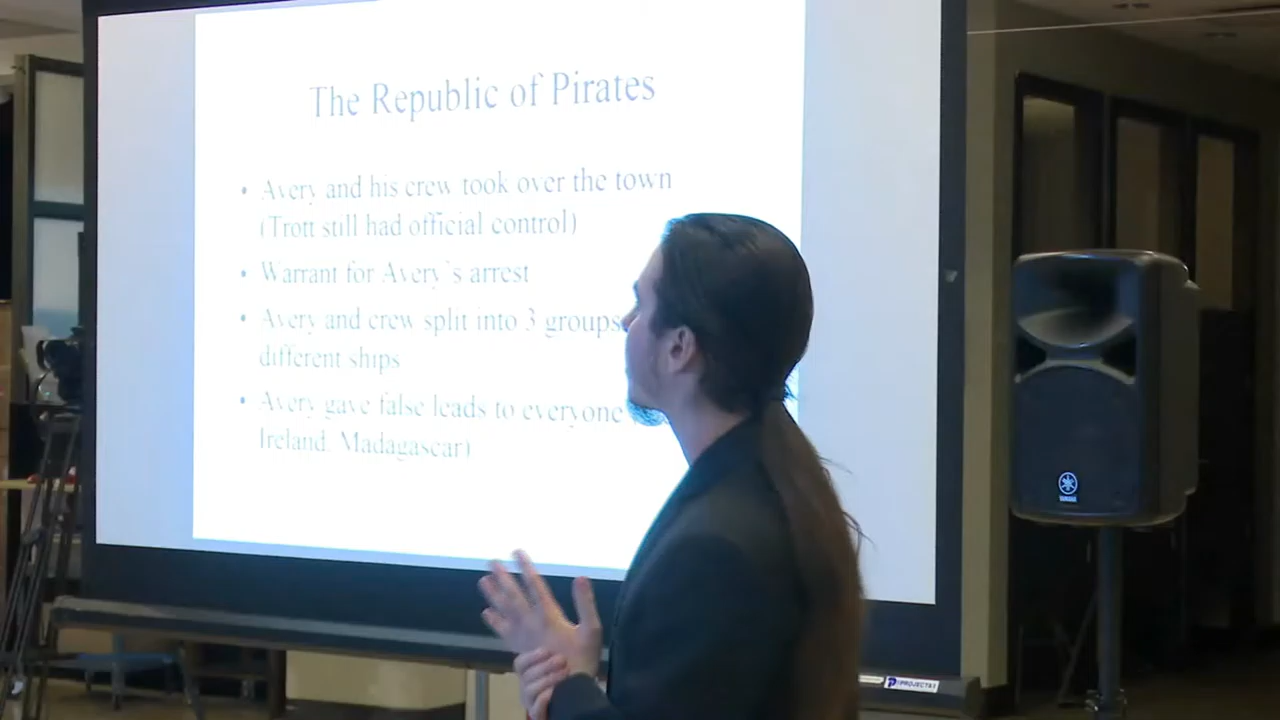 The Republic of Pirates
• Avery and his crew took over the town
(Trott still had official control)
• Warrant for Avery's arrest
• Avery and crew split into 3 groups
different ships
• Avery gave false leads to everyone
Ireland, Madagascar)
YAMAHA
PROJECT81